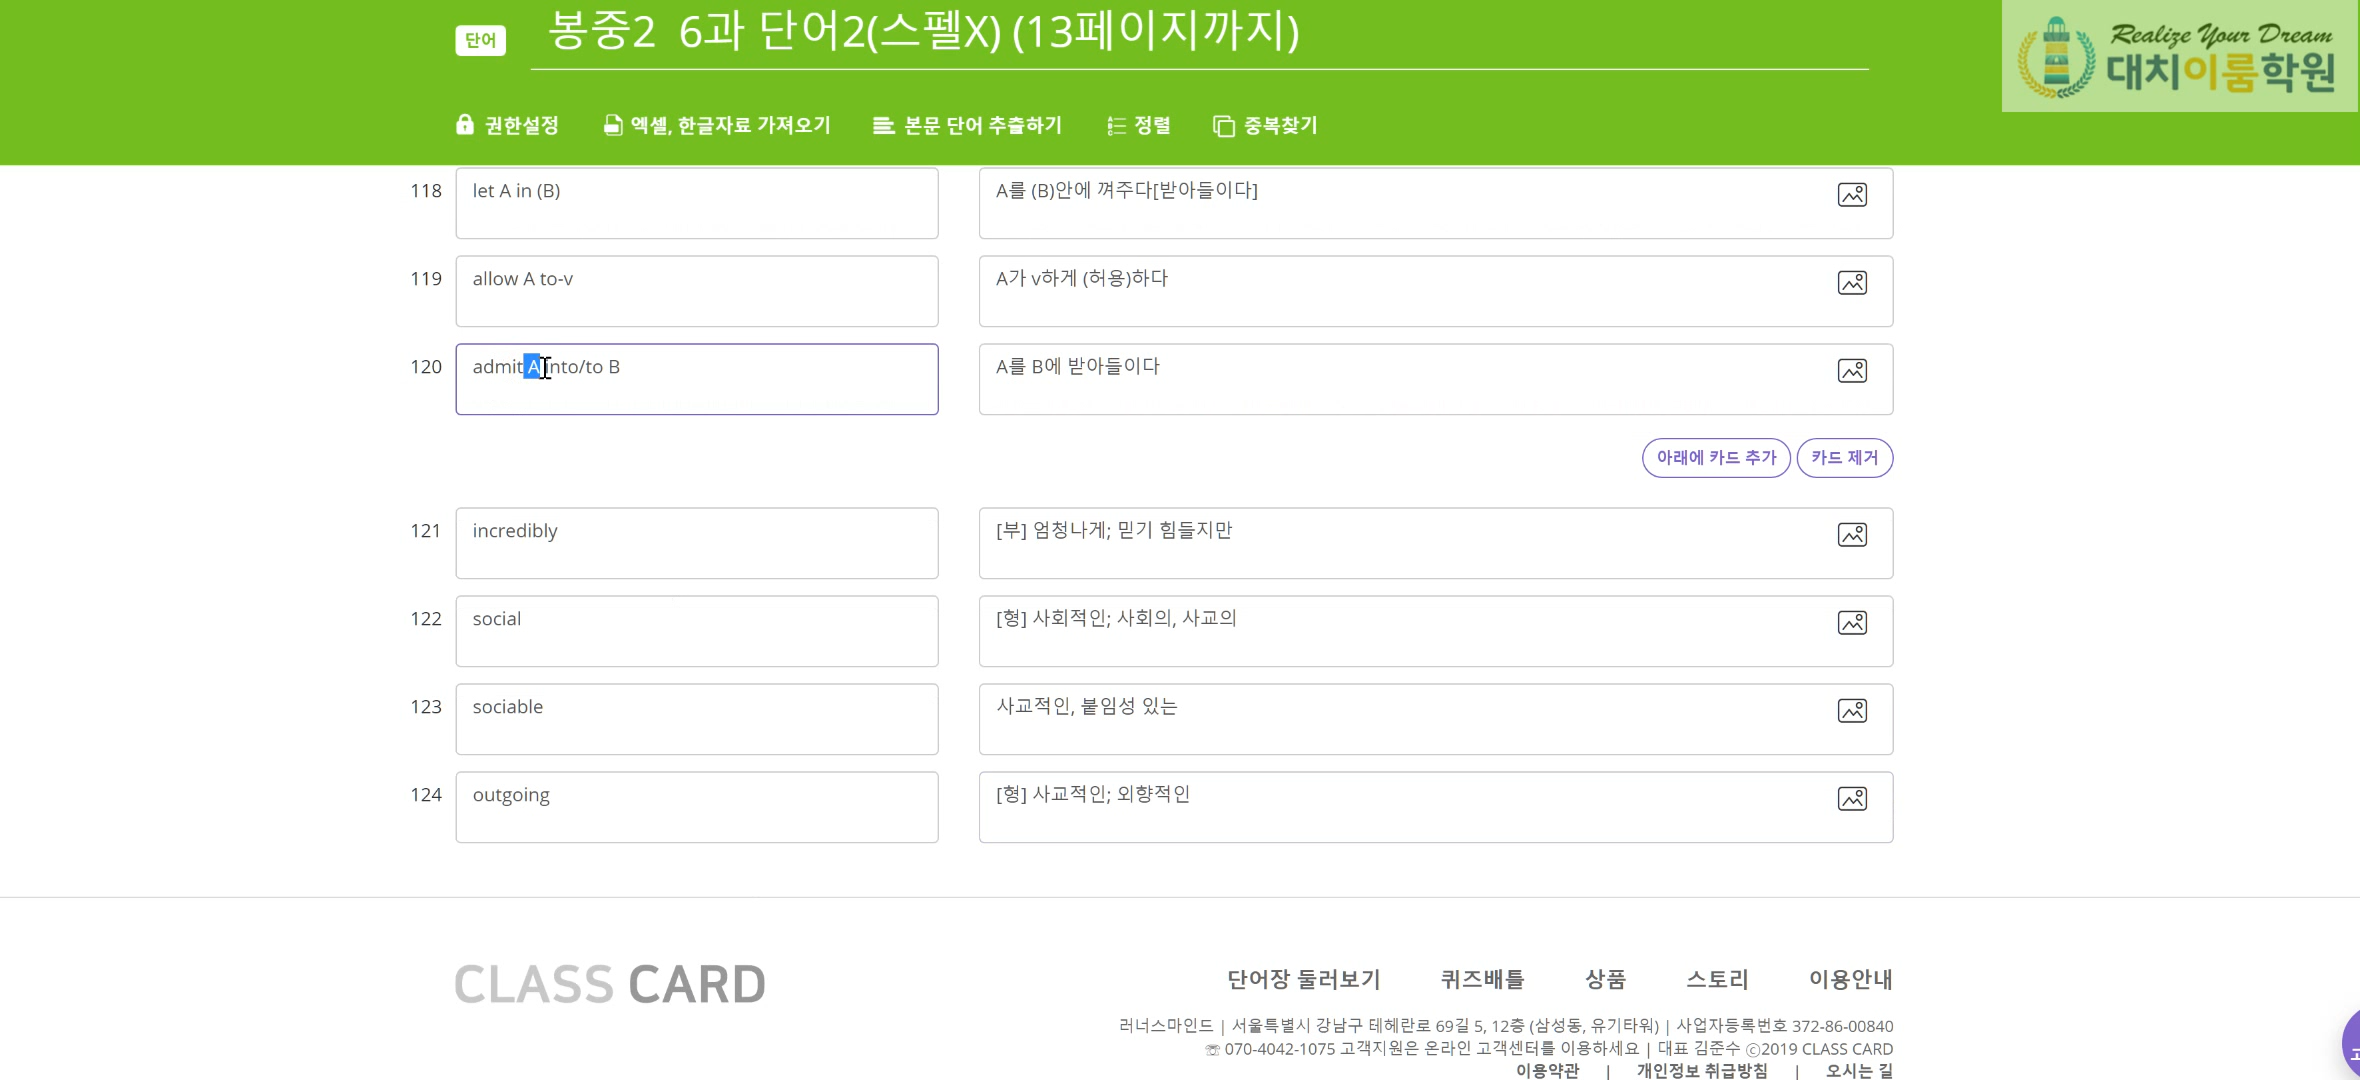 단어 봉중2 6과 단어2(스펠X) (13페이지까지)
Realize Your Dream
대치이룸학원
권한설정 엑셀, 한글자료 가져오기 본문 단어 추출하기 정렬 중복찾기
118 let A in (B) A를 (B)안에 껴주다[받아들이다]
119 allow A to-v A가 v하게 (허용)하다
120 admit A into/to B A를 B에 받아들이다
아래에 카드 추가 카드 제거
121 incredibly [부] 엄청나게; 믿기 힘들지만
122 social [형] 사회적인; 사회의, 사교의
123 sociable 사교적인, 붙임성 있는
124 outgoing [형] 사교적인; 외향적인
CLASS CARD 단어장 둘러보기 퀴즈배틀 상품 스토리 이용안내
러너스마인드 | 서울특별시 강남구 테헤란로 69길 5, 12층 (삼성동, 유기타워) | 사업자등록번호 372-86-00840
☏ 070-4042-1075 고객지원은 온라인 고객센터를 이용하세요 | 대표 김준수 ⓒ2019 CLASS CARD
이용약관 | 개인정보 취급방침 | 오시는 길